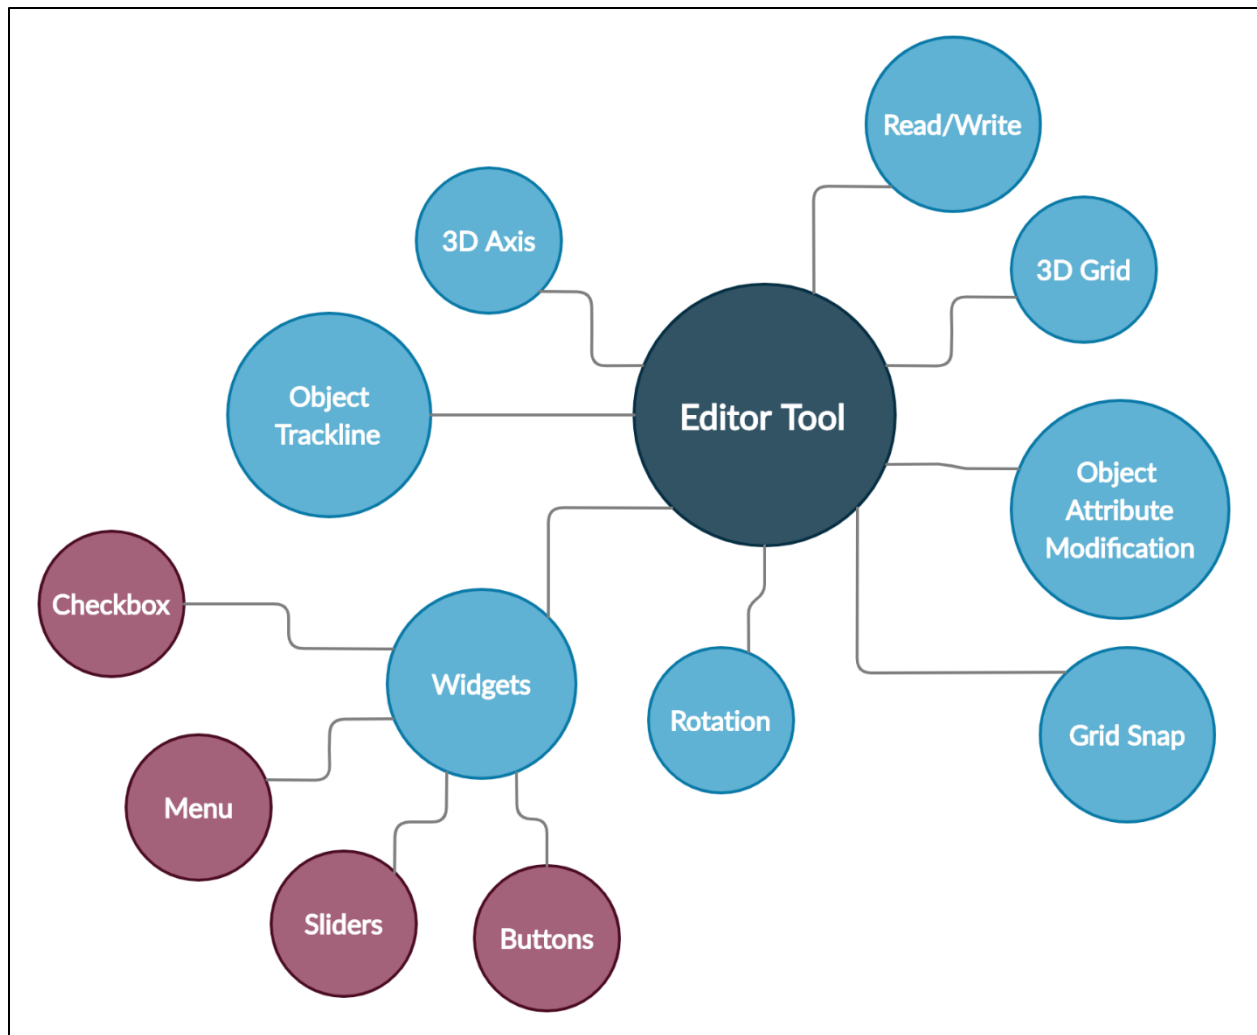 Read/Write
3D Axis
3D Grid
Object
Trackline
Editor Tool
Object
Attribute
Modification
Checkbox
Widgets
Rotation
Grid Snap
Menu
Sliders
Buttons